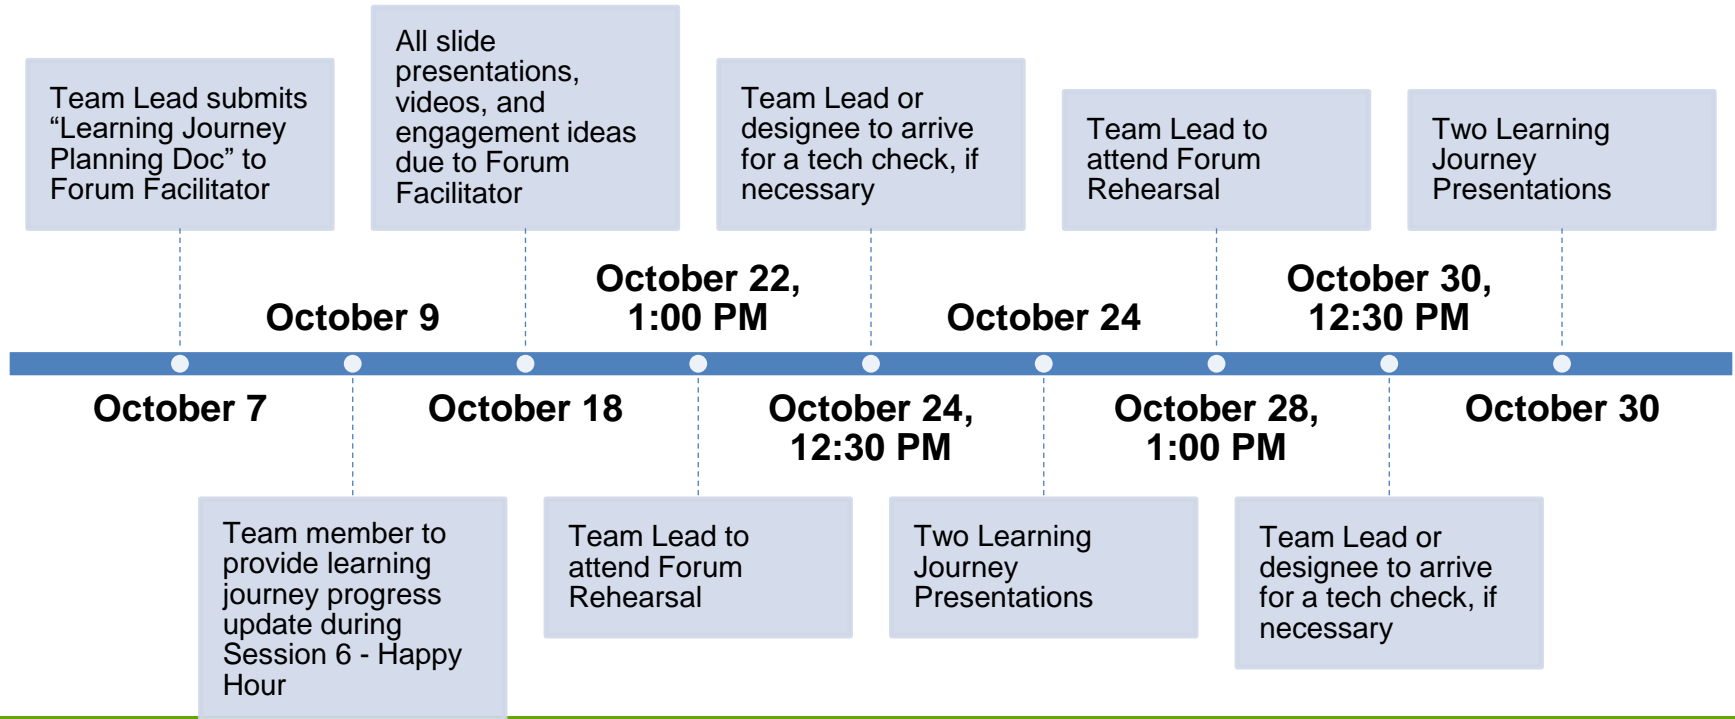 Team Lead submits
“Learning Journey
Planning Doc” to
Forum Facilitator
October 7
October 9
Team member to
provide learning
journey progress
update during
Session 6 - Happy
Hour
All slide
presentations,
videos, and
engagement ideas
due to Forum
Facilitator
October 18
October 22,
1:00 PM
Team Lead to
attend Forum
Rehearsal
Team Lead or
designee to arrive
for a tech check, if
necessary
October 24,
12:30 PM
October 24
Two Learning
Journey
Presentations
Team Lead to
attend Forum
Rehearsal
October 28,
1:00 PM
October 30,
12:30 PM
Team Lead or
designee to arrive
for a tech check, if
necessary
Two Learning
Journey
Presentations
October 30